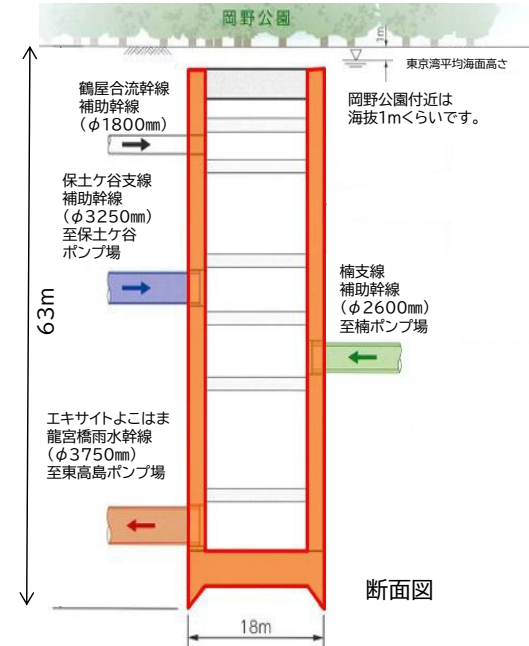 岡野公園
1m
東京湾平均海面高さ
鶴屋合流幹線
補助幹線
(φ1800㎜)
岡野公園付近は
海抜1mくらいです。
保土ケ谷支線
補助幹線
(φ3250㎜)
至保土ケ谷
ポンプ場
63m
楠支線
補助幹線
(φ2600㎜)
至楠ポンプ場
エキサイトよこはま
龍宮橋雨水幹線
(φ3750㎜)
至東高島ポンプ場
断面図
18m